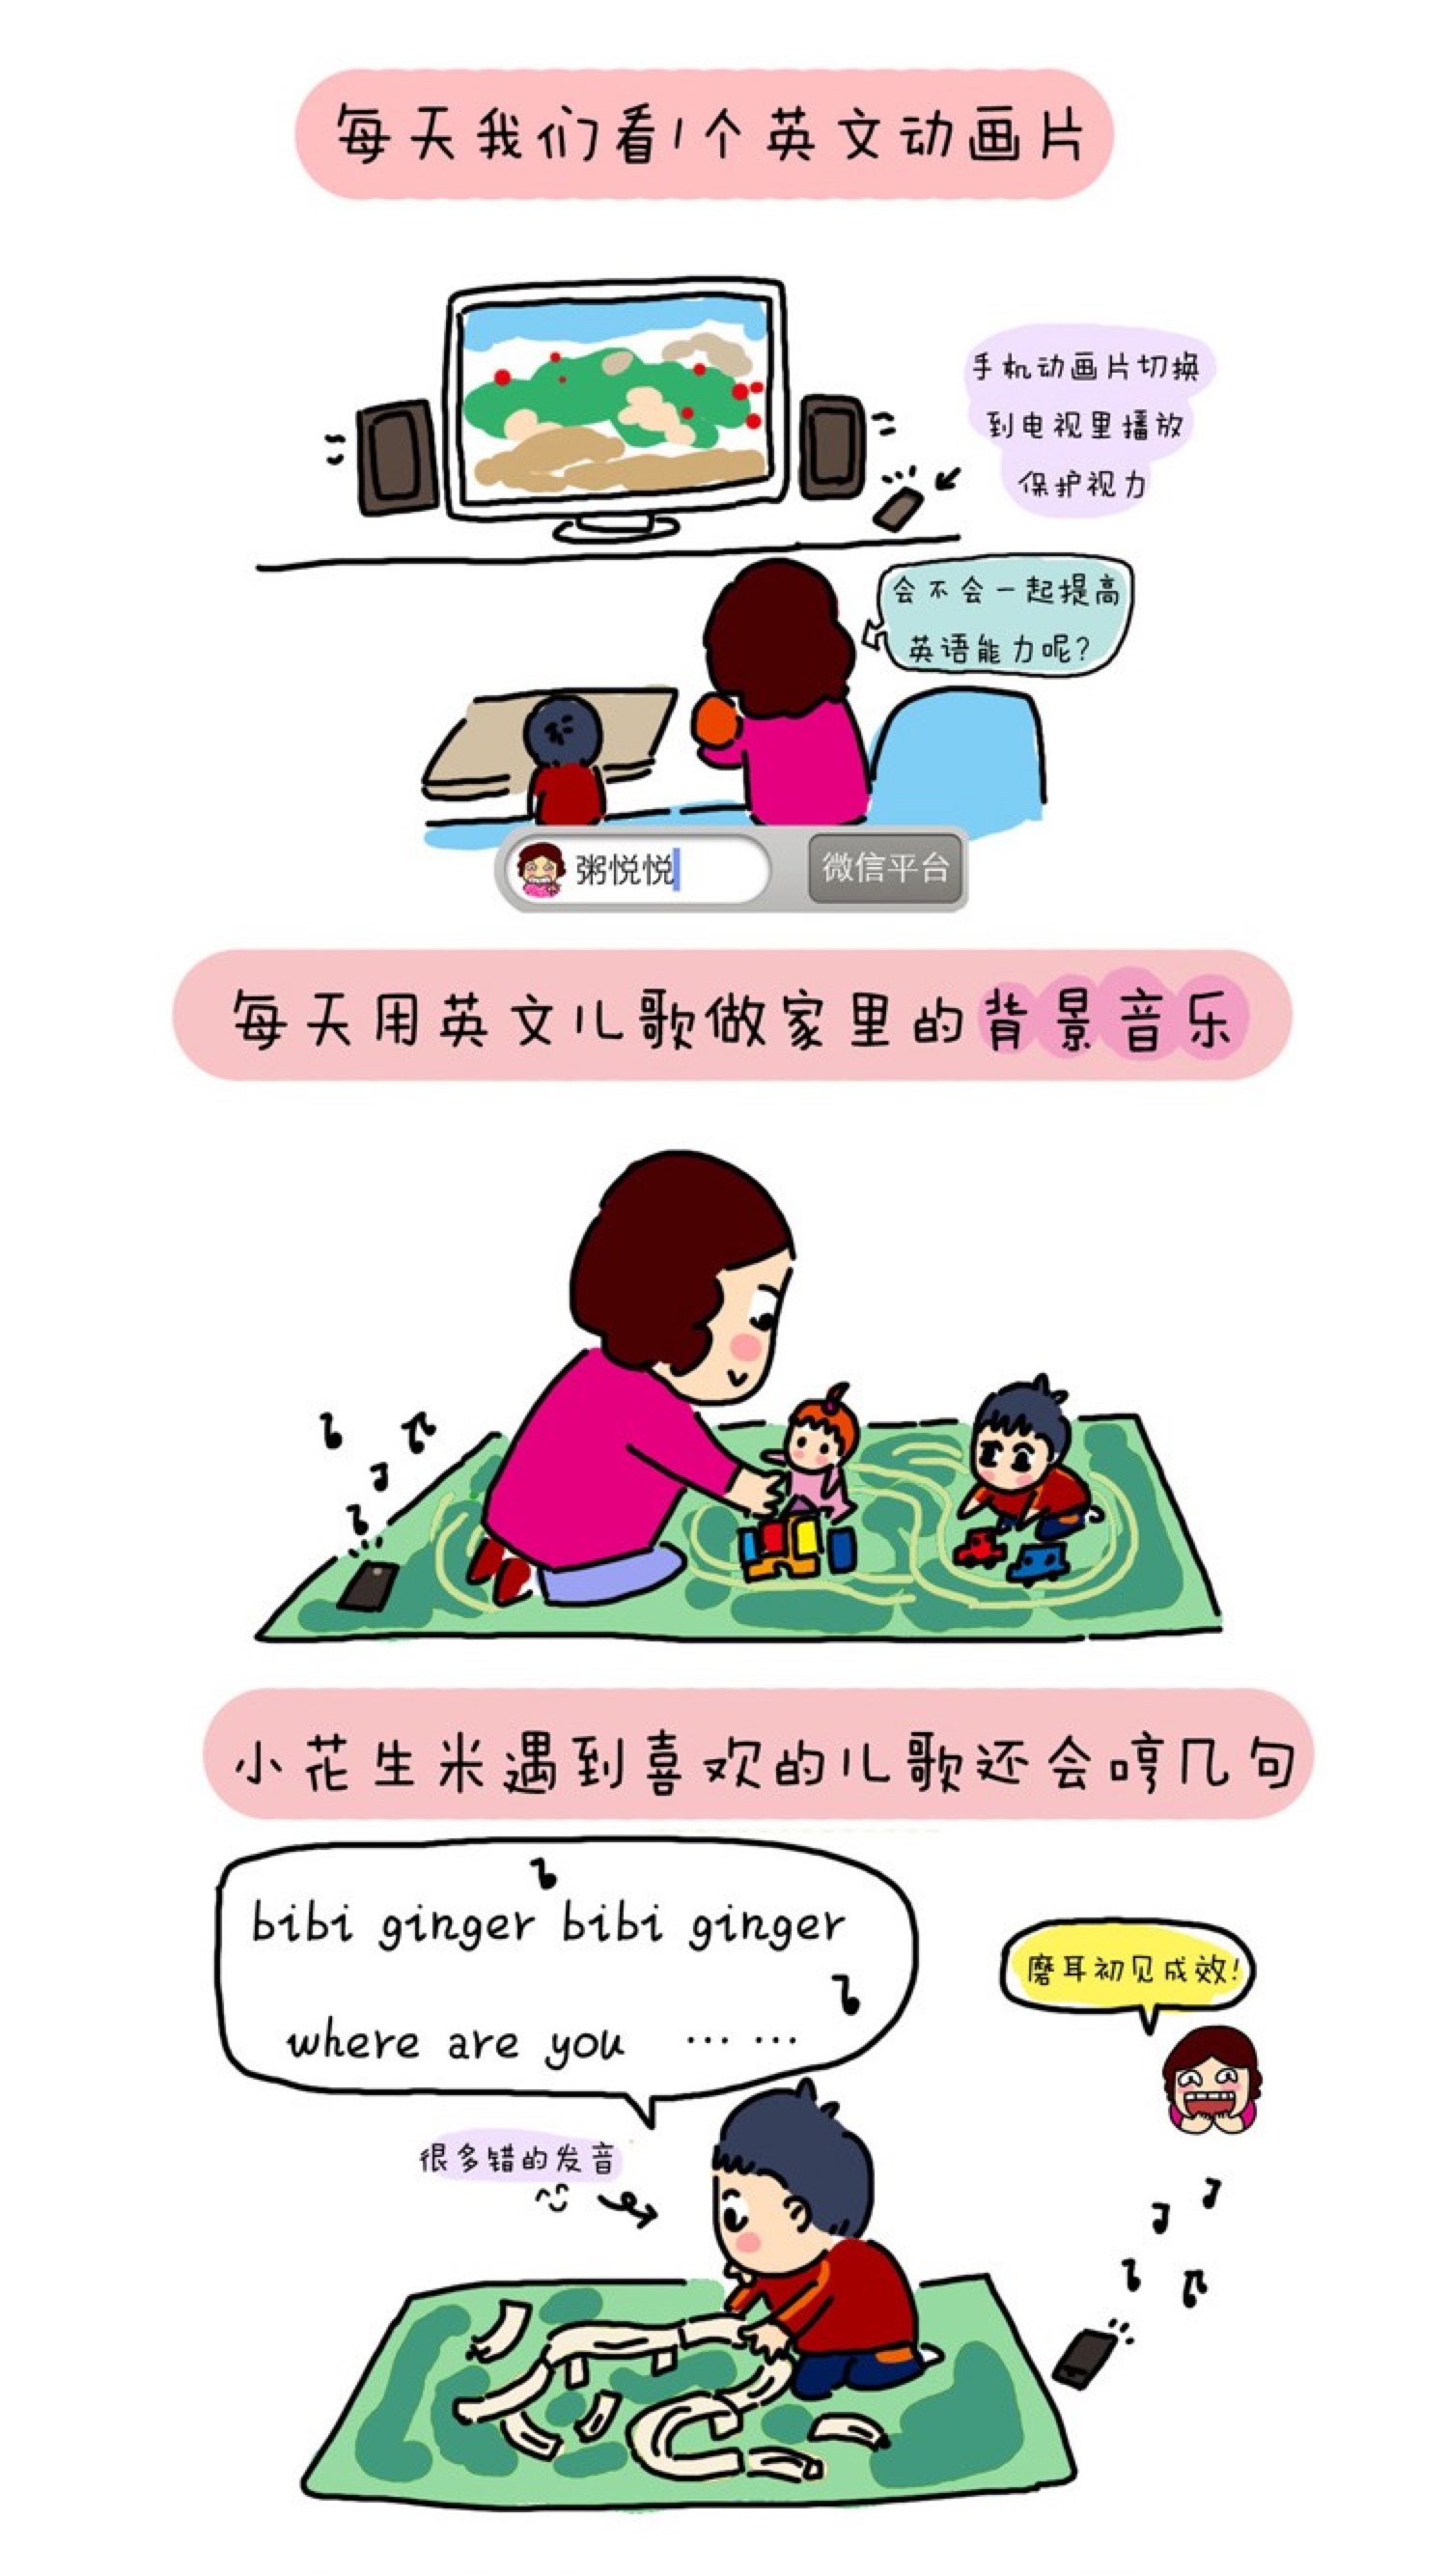 每天我们看1个英文动画片
手机动画片切换
到电视里播放
保护视力
会不会一起提高
英语能力呢?
粥悦悦
微信平台
每天用英文儿歌做家里的背景音乐
小花生米遇到喜欢的儿歌还会哼几句
bibi ginger bibi ginger
where are you ……
磨耳初见成效!
很多错的发音